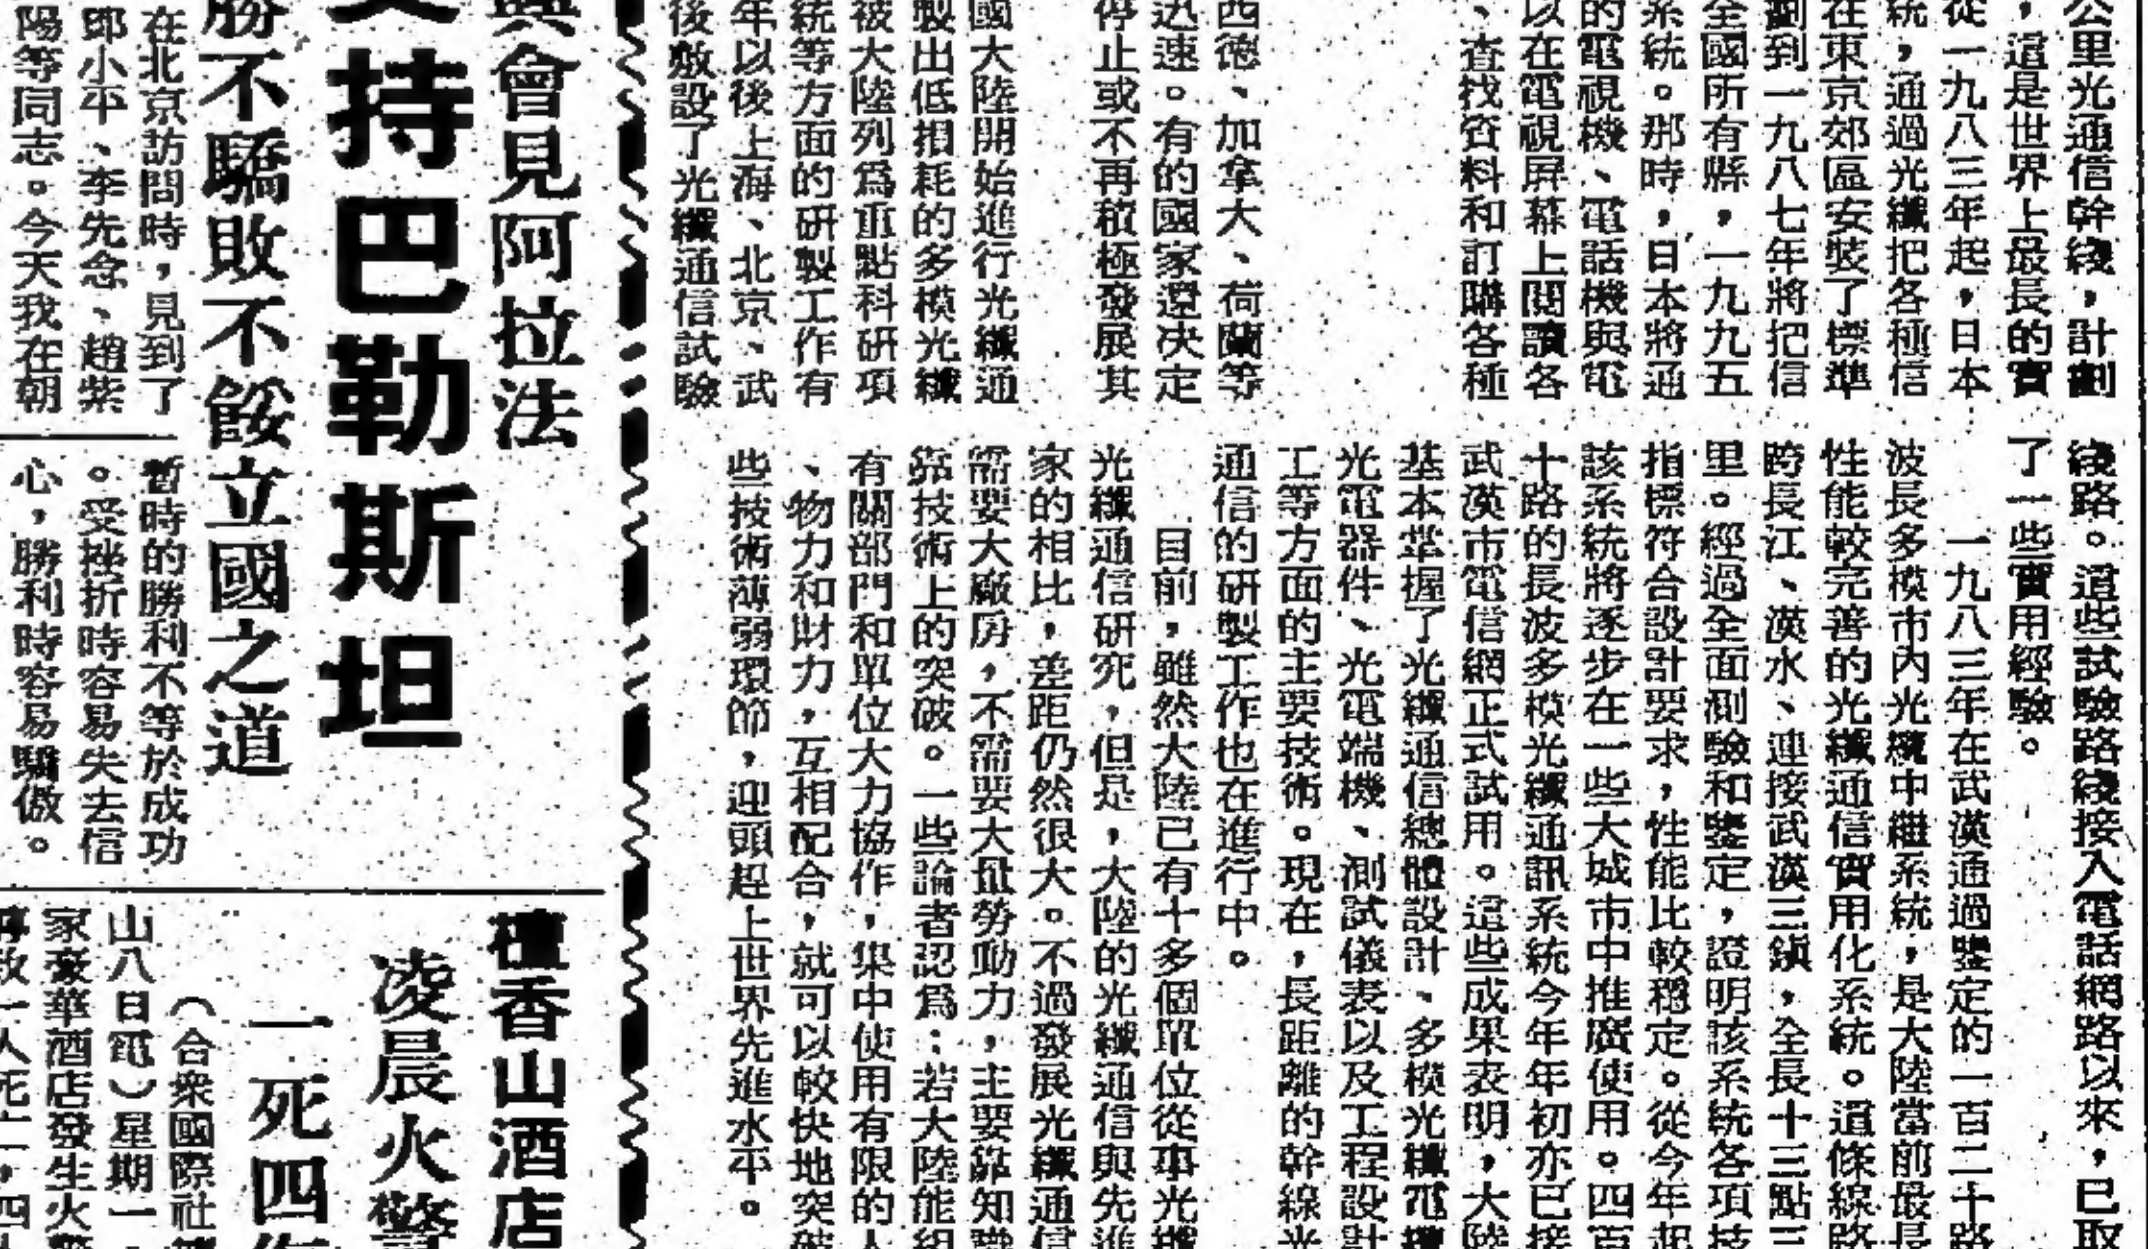 公里光通信幹綫，計劃
，這是世界上最長的實
從一九八三年起，日本
統，通過光纖把各種信
在東京郊區安裝了標準
劃到一九八七年將把信
全國所有縣，一九九五
系統。那時，日本將通
的電視機、電話機與電
以在電視屏幕上閱讀各
、查找資料和訂購各種
西德、加拿大、荷蘭等
迅速。有的國家還決定
停止或不再積極發展其
國大陸開始進行光纖通
製出低損耗的多模光纖
被大陸列爲重點科研項
統等方面的研製工作有
年以後上海、北京、武
後敷設了光纖通信試驗
綫路。這些試驗路綫接入電話網路以來，已取
了一些實用經驗。
一九八三年在武漢通過鑒定的一百二十路
波長多模市內光纜中繼系統，是大陸當前最長
性能較完善的光纖通信實用化系統。這條線路
跨長江、漢水、連接武漢三鎮，全長十三點三
里。經過全面測驗和鑒定，證明該系統各項技
指標符合設計要求，性能比較穩定。從今年起
該系統將逐步在一些大城市中推廣使用。四百
十路的長波多模光纖通訊系統今年年初亦已接
武漢市電信網正式試用。這些成果表明，大陸
基本掌握了光纖通信總體設計、多模光纖電纜
光電器件、光電端機、測試儀表以及工程設計
工等方面的主要技術。現在，長距離的幹線光
通信的研製工作也在進行中。
目前，雖然大陸已有十多個單位從事光纖
光纖通信研究，但是，大陸的光纖通信與先進
家的相比，差距仍然很大。不過發展光纖通信
需要大廠房，不需要大量勞動力，主要靠知識
靠技術上的突破。一些論者認爲：若大陸能組
有關部門和單位大力協作，集中使用有限的人
、物力和財力，互相配合，就可以較快地突破
些技術薄弱環節，迎頭趕上世界先進水平。
與會見阿拉法
支持巴勒斯坦
勝不驕敗不餒立國之道
在北京訪問時，見到了
鄧小平、李先念、趙紫
陽等同志。今天我在朝
暫時的勝利不等於成功
。受挫折時容易失去信
心，勝利時容易驕傲。
檀香山酒店
凌晨火警
一死四傷
（合衆國際社檀
山八日電）星期一，
家豪華酒店發生火警
一人死亡，四